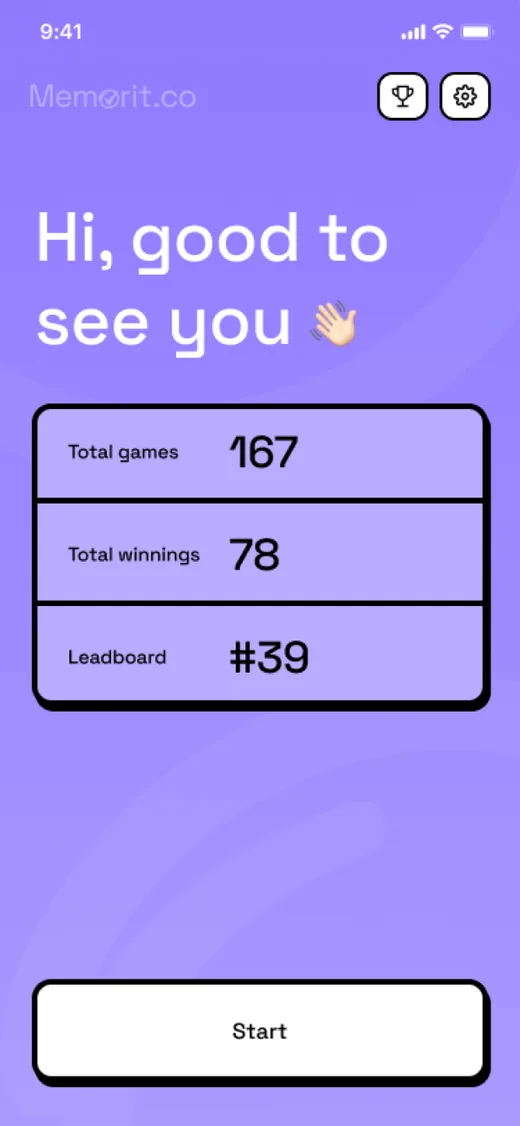 9:41
Memorit.co
Hi, good to
see you 👋🏻
Total games 167
Total winnings 78
Leadboard #39
Start